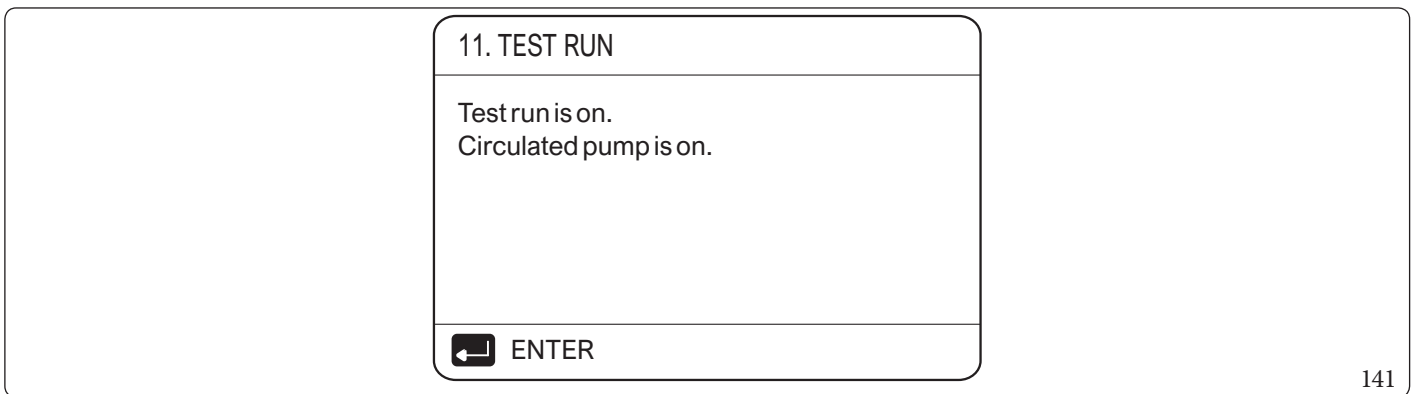 11. TEST RUN
Test run is on.
Circulated pump is on.
ENTER
141